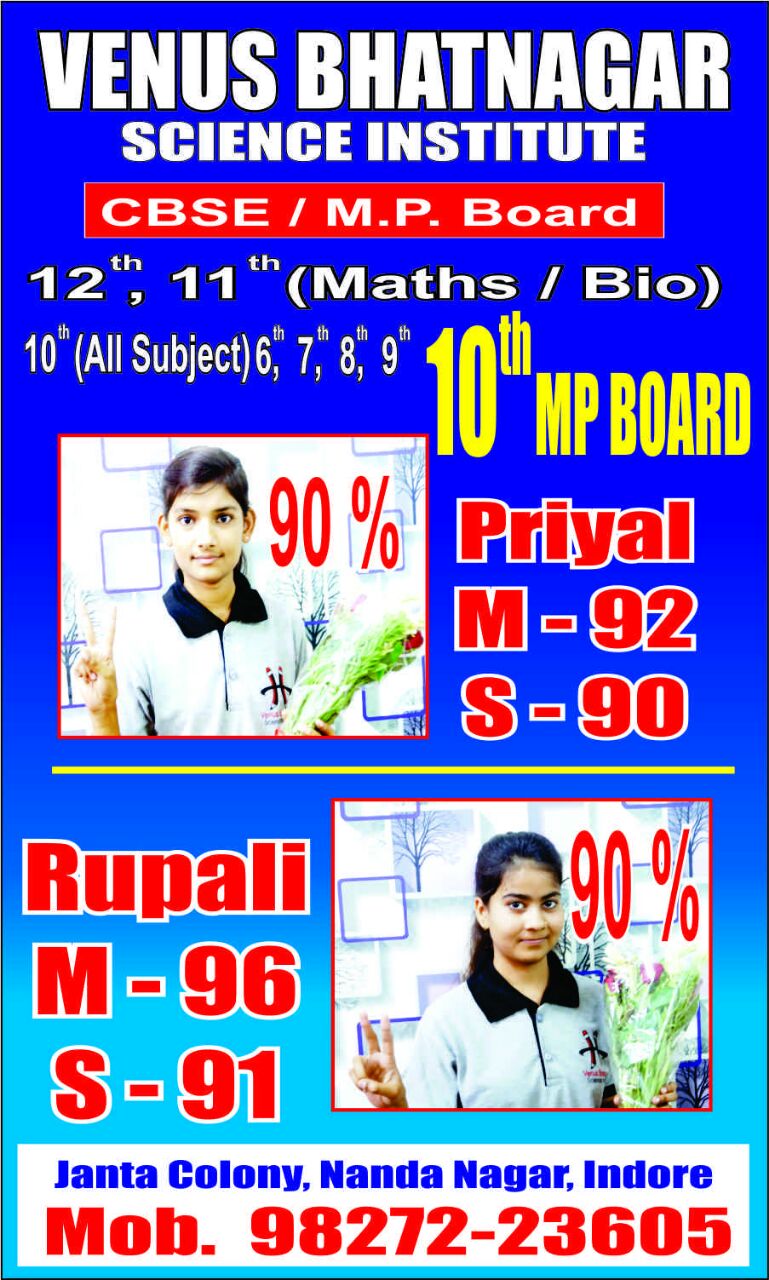 VENUS BHATNAGAR
SCIENCE INSTITUTE
CBSE / M.P. Board
12th, 11th (Maths / Bio)
10th (All Subject) 6th, 7th, 8th, 9th
10th MP BOARD
90 %
Priyal
M - 92
S - 90
Rupali
M - 96
S - 91
90 %
Janta Colony, Nanda Nagar, Indore
Mob. 98272-23605